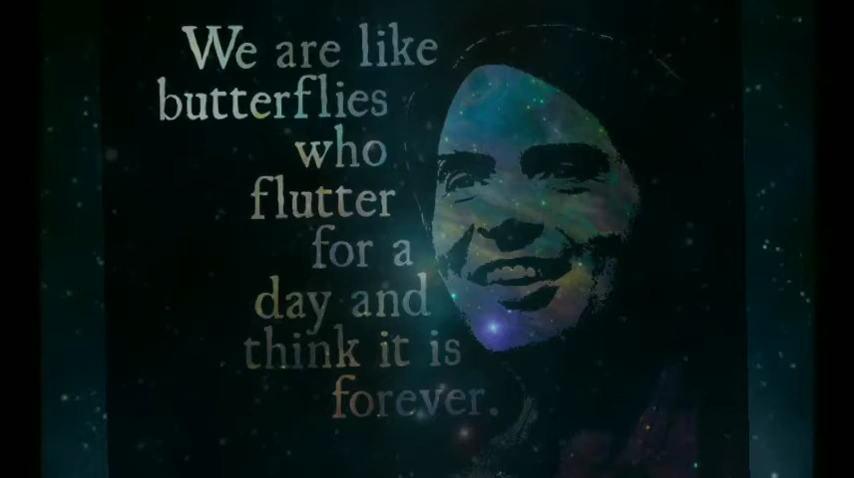 We are like
butterflies
who
flutter
for a
day and
think it is
forever.